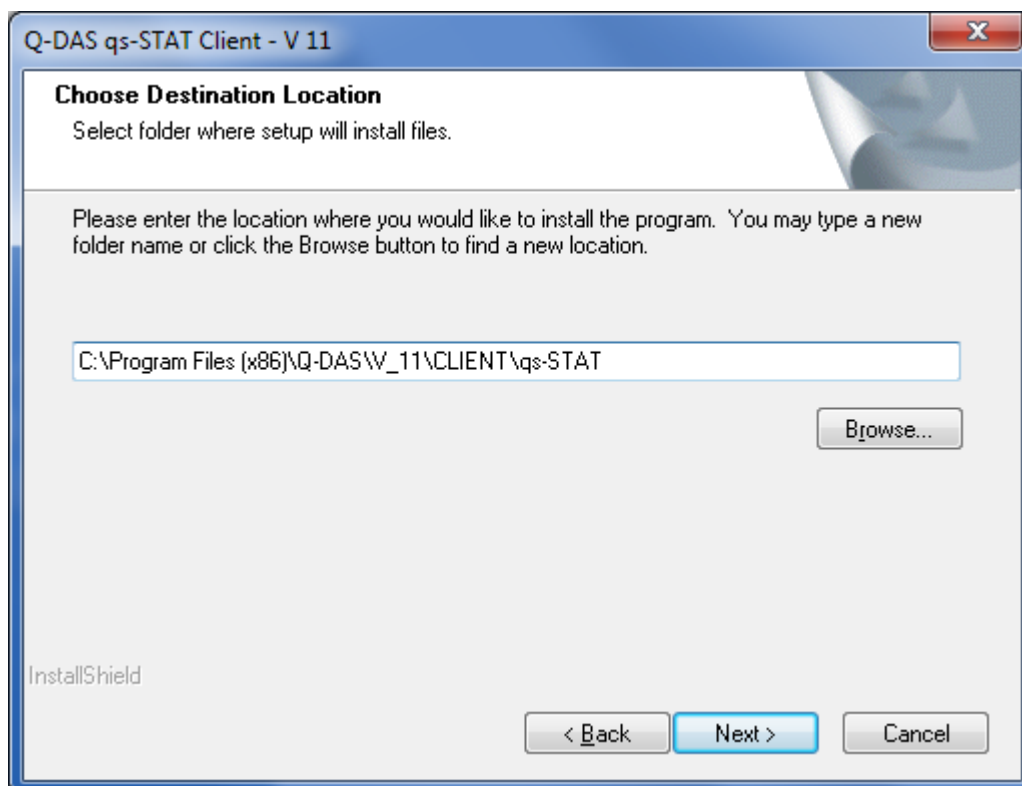 Q-DAS qs-STAT Client - V 11
Choose Destination Location
Select folder where setup will install files.
Please enter the location where you would like to install the program.  You may type a new
folder name or click the Browse button to find a new location.
C:\Program Files (x86)\Q-DAS\V_11\CLIENT\qs-STAT
Browse...
InstallShield
< Back
Next >
Cancel